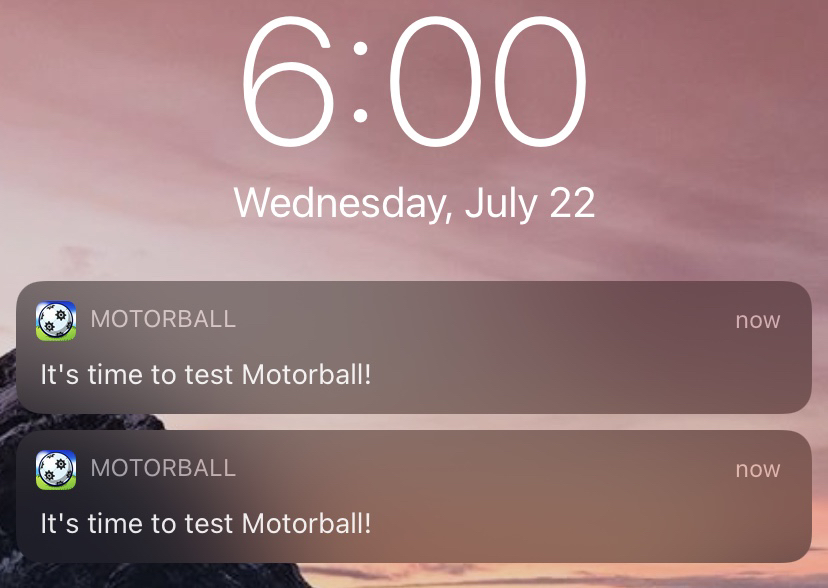 6:00
Wednesday, July 22
MOTORBALL now
It's time to test Motorball!
MOTORBALL now
It's time to test Motorball!